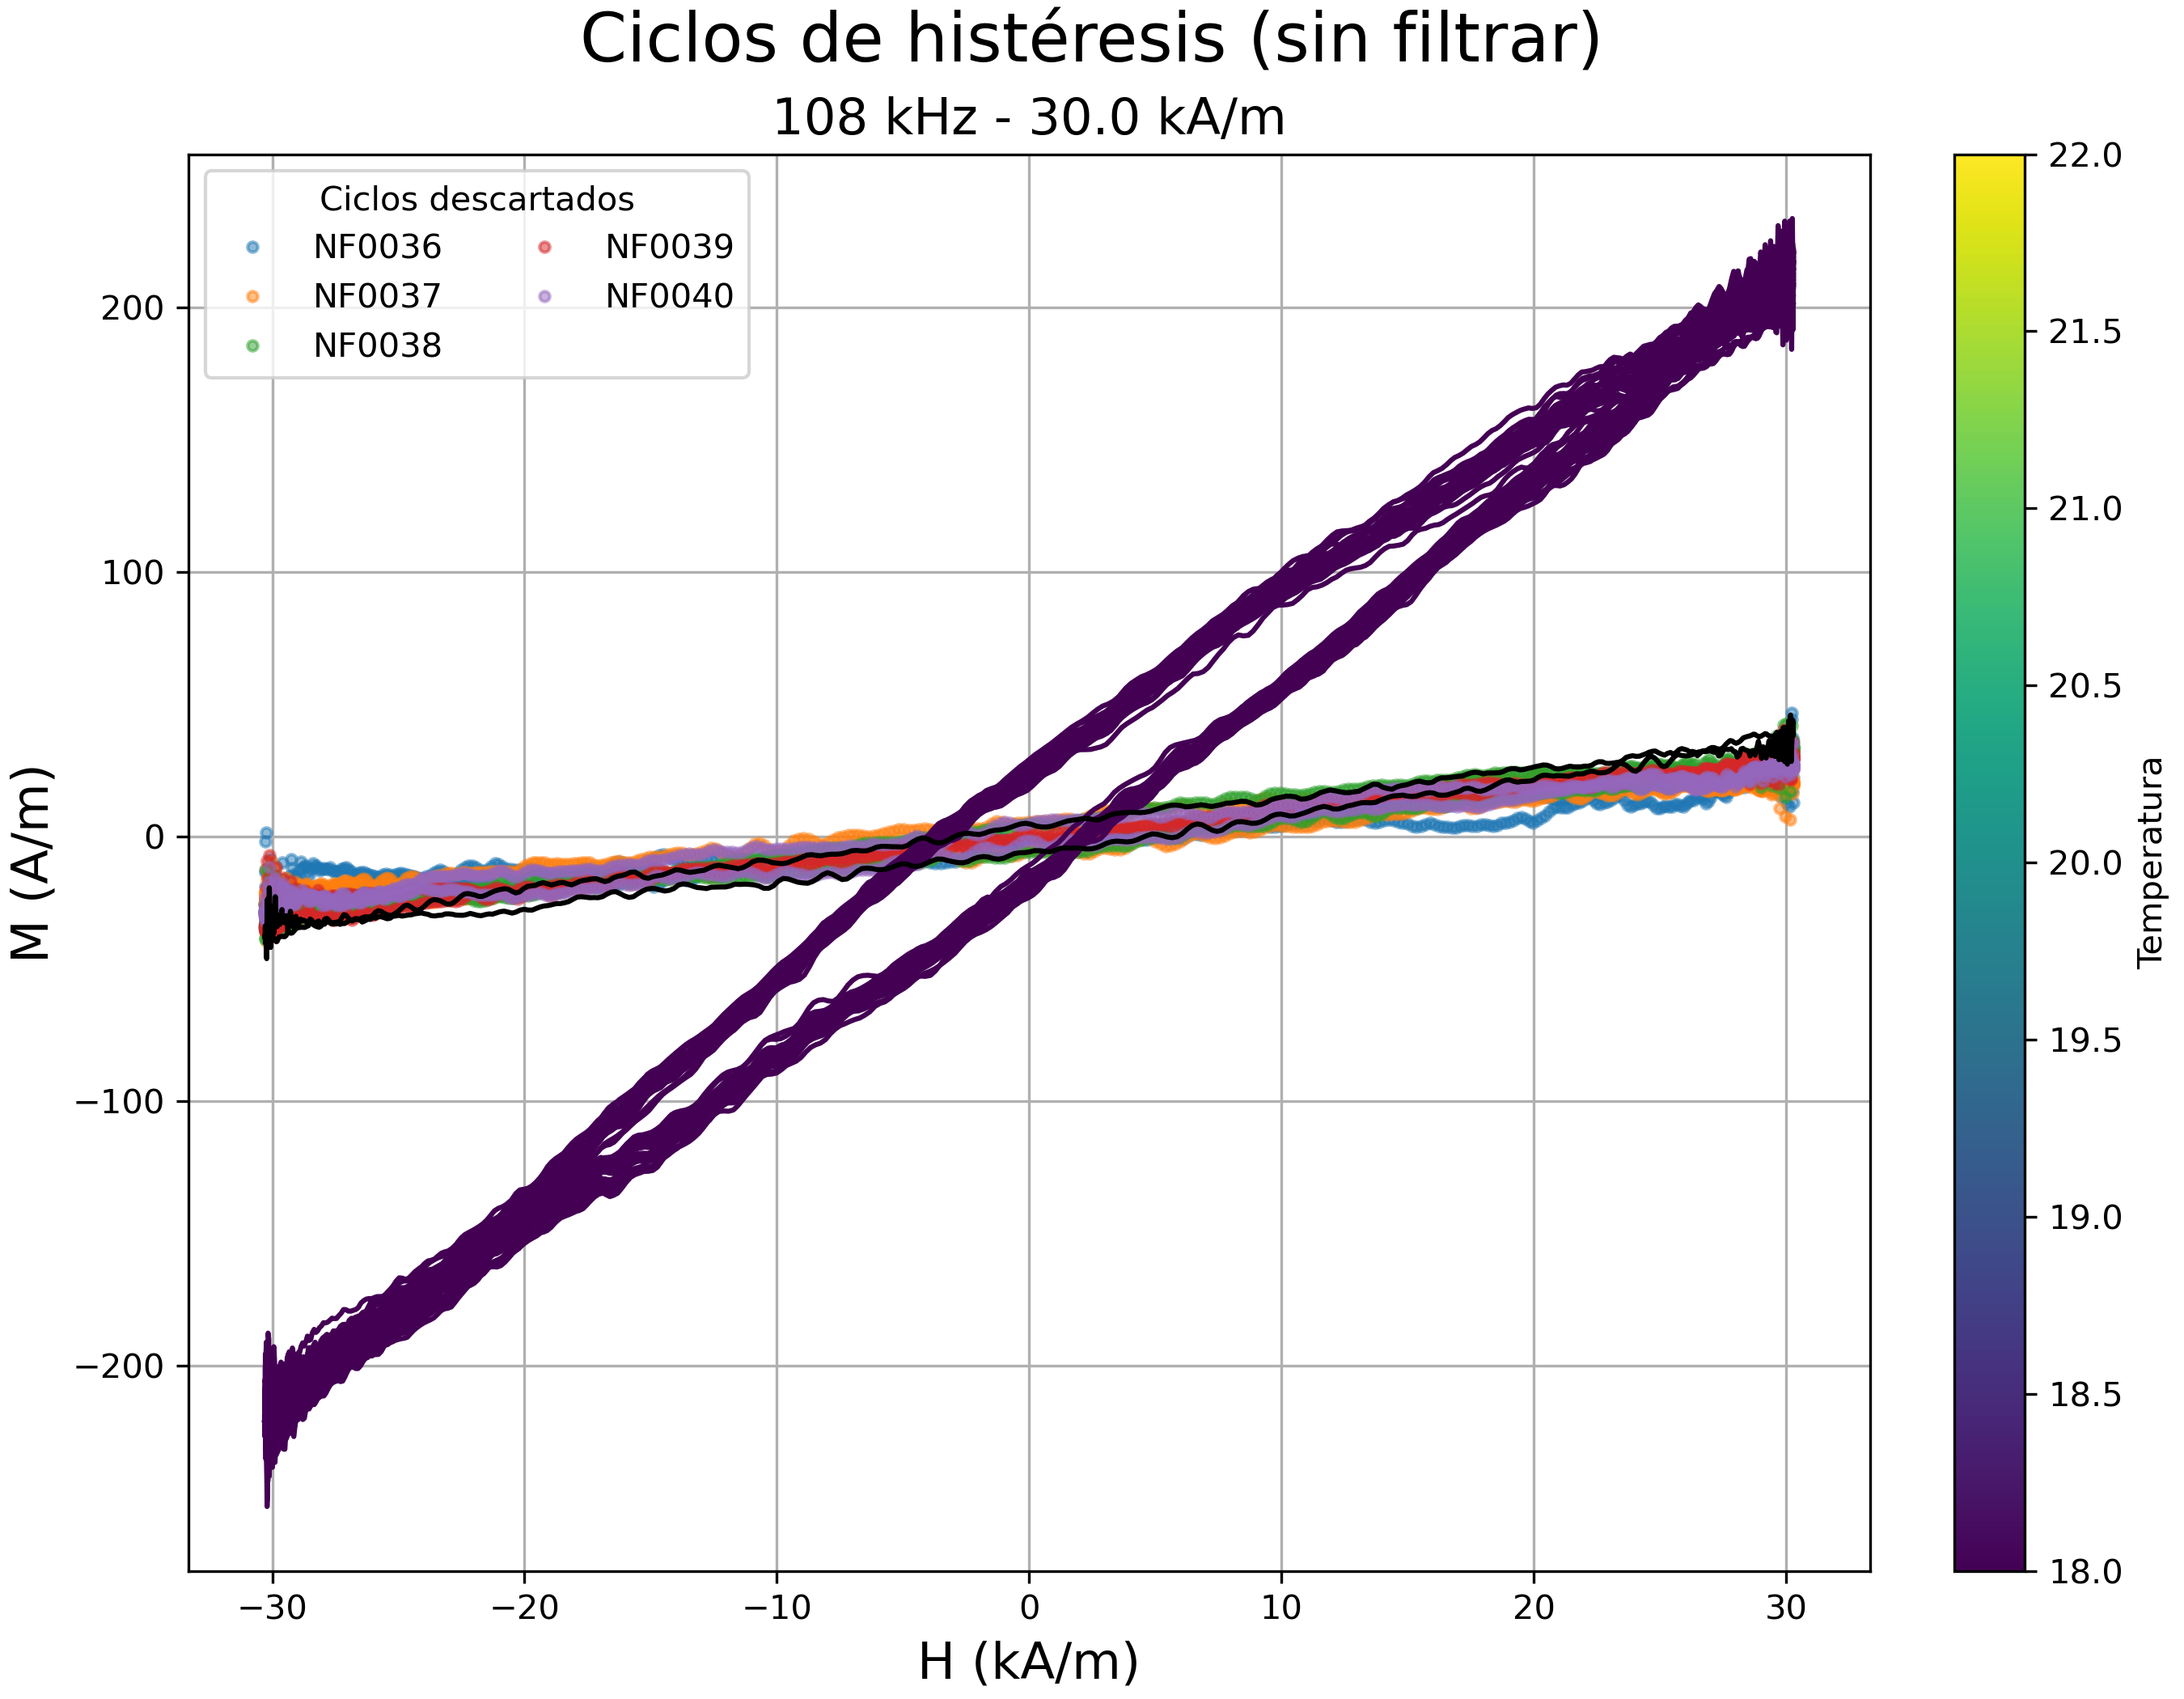 Ciclos de histéresis (sin filtrar)
108 kHz - 30.0 kA/m
Ciclos descartados
NF0036
NF0037
NF0038
NF0039
NF0040
M (A/m)
200
100
0
−100
−200
−30
−20
−10
0
10
20
30
H (kA/m)
22.0
21.5
21.0
20.5
20.0
19.5
19.0
18.5
18.0
Temperatura